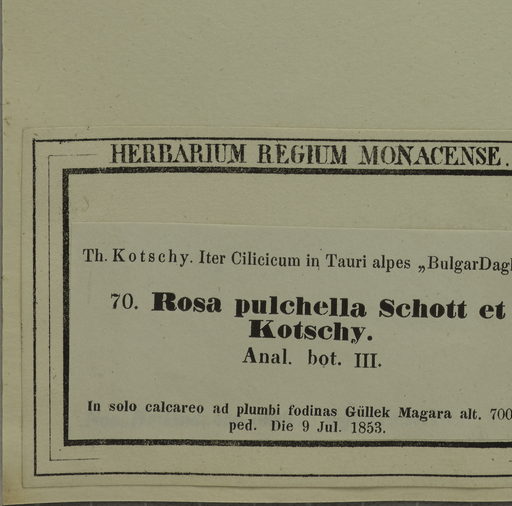 HERBARIUM REGIUM MONACENSE.
Th. Kotschy. Iter Cilicicum in Tauri alpes „BulgarDagh
70. Rosa pulchella Schott et
Kotschy.
Anal. bot. III.
In solo calcareo ad plumbi fodinas Güllek Magara alt. 700
ped. Die 9 Jul. 1853.